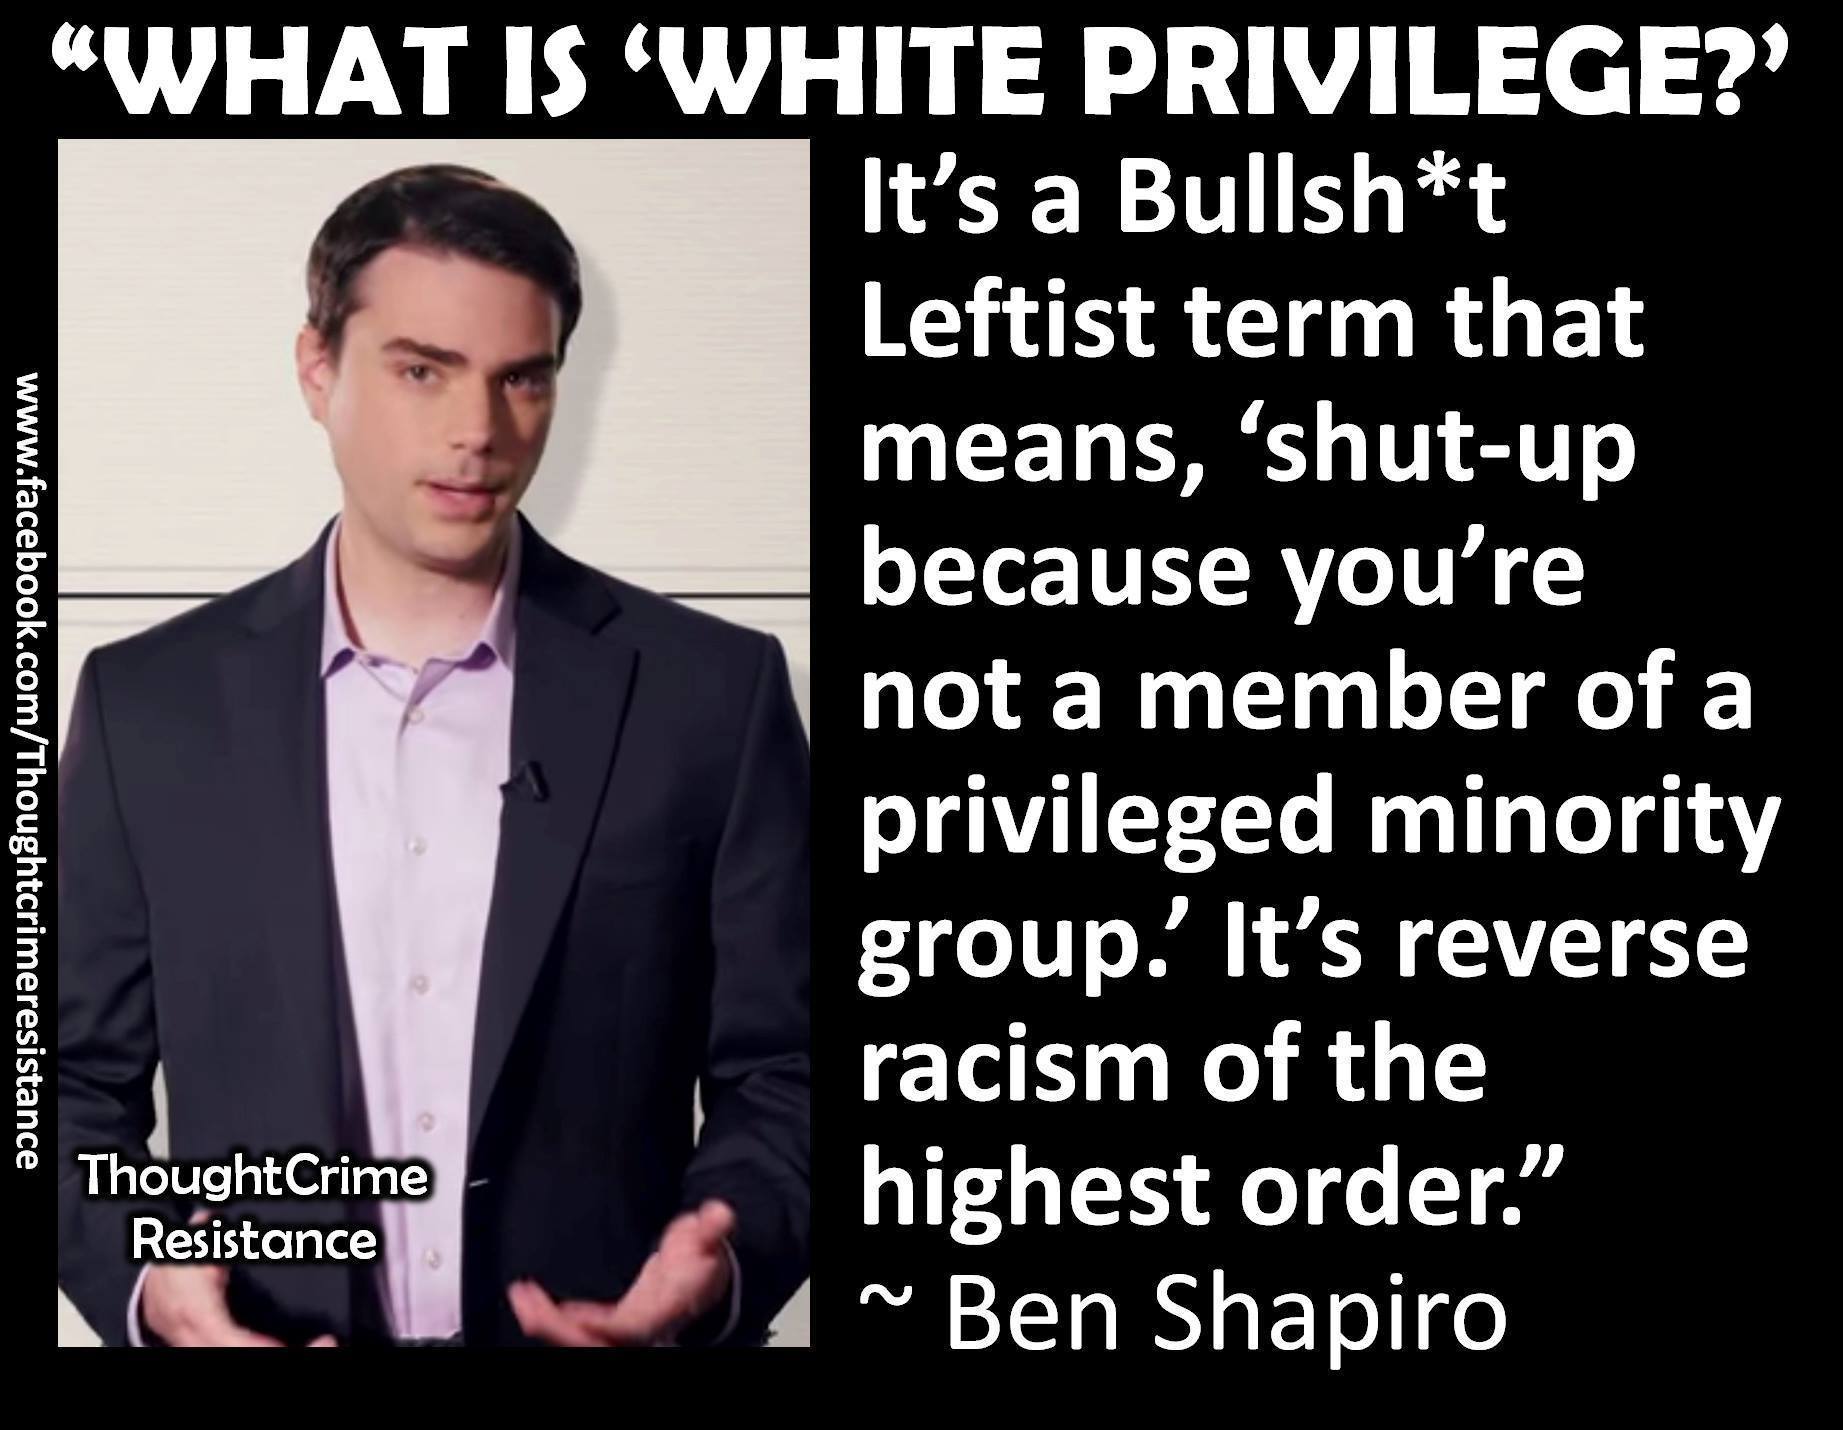 “WHAT IS ‘WHITE PRIVILEGE?’
It’s a Bullsh*t
Leftist term that
means, ‘shut-up
because you’re
not a member of a
privileged minority
group.’ It’s reverse
racism of the
highest order.”
~ Ben Shapiro
ThoughtCrime
Resistance
www.facebook.com/Thoughtcrimeresistance